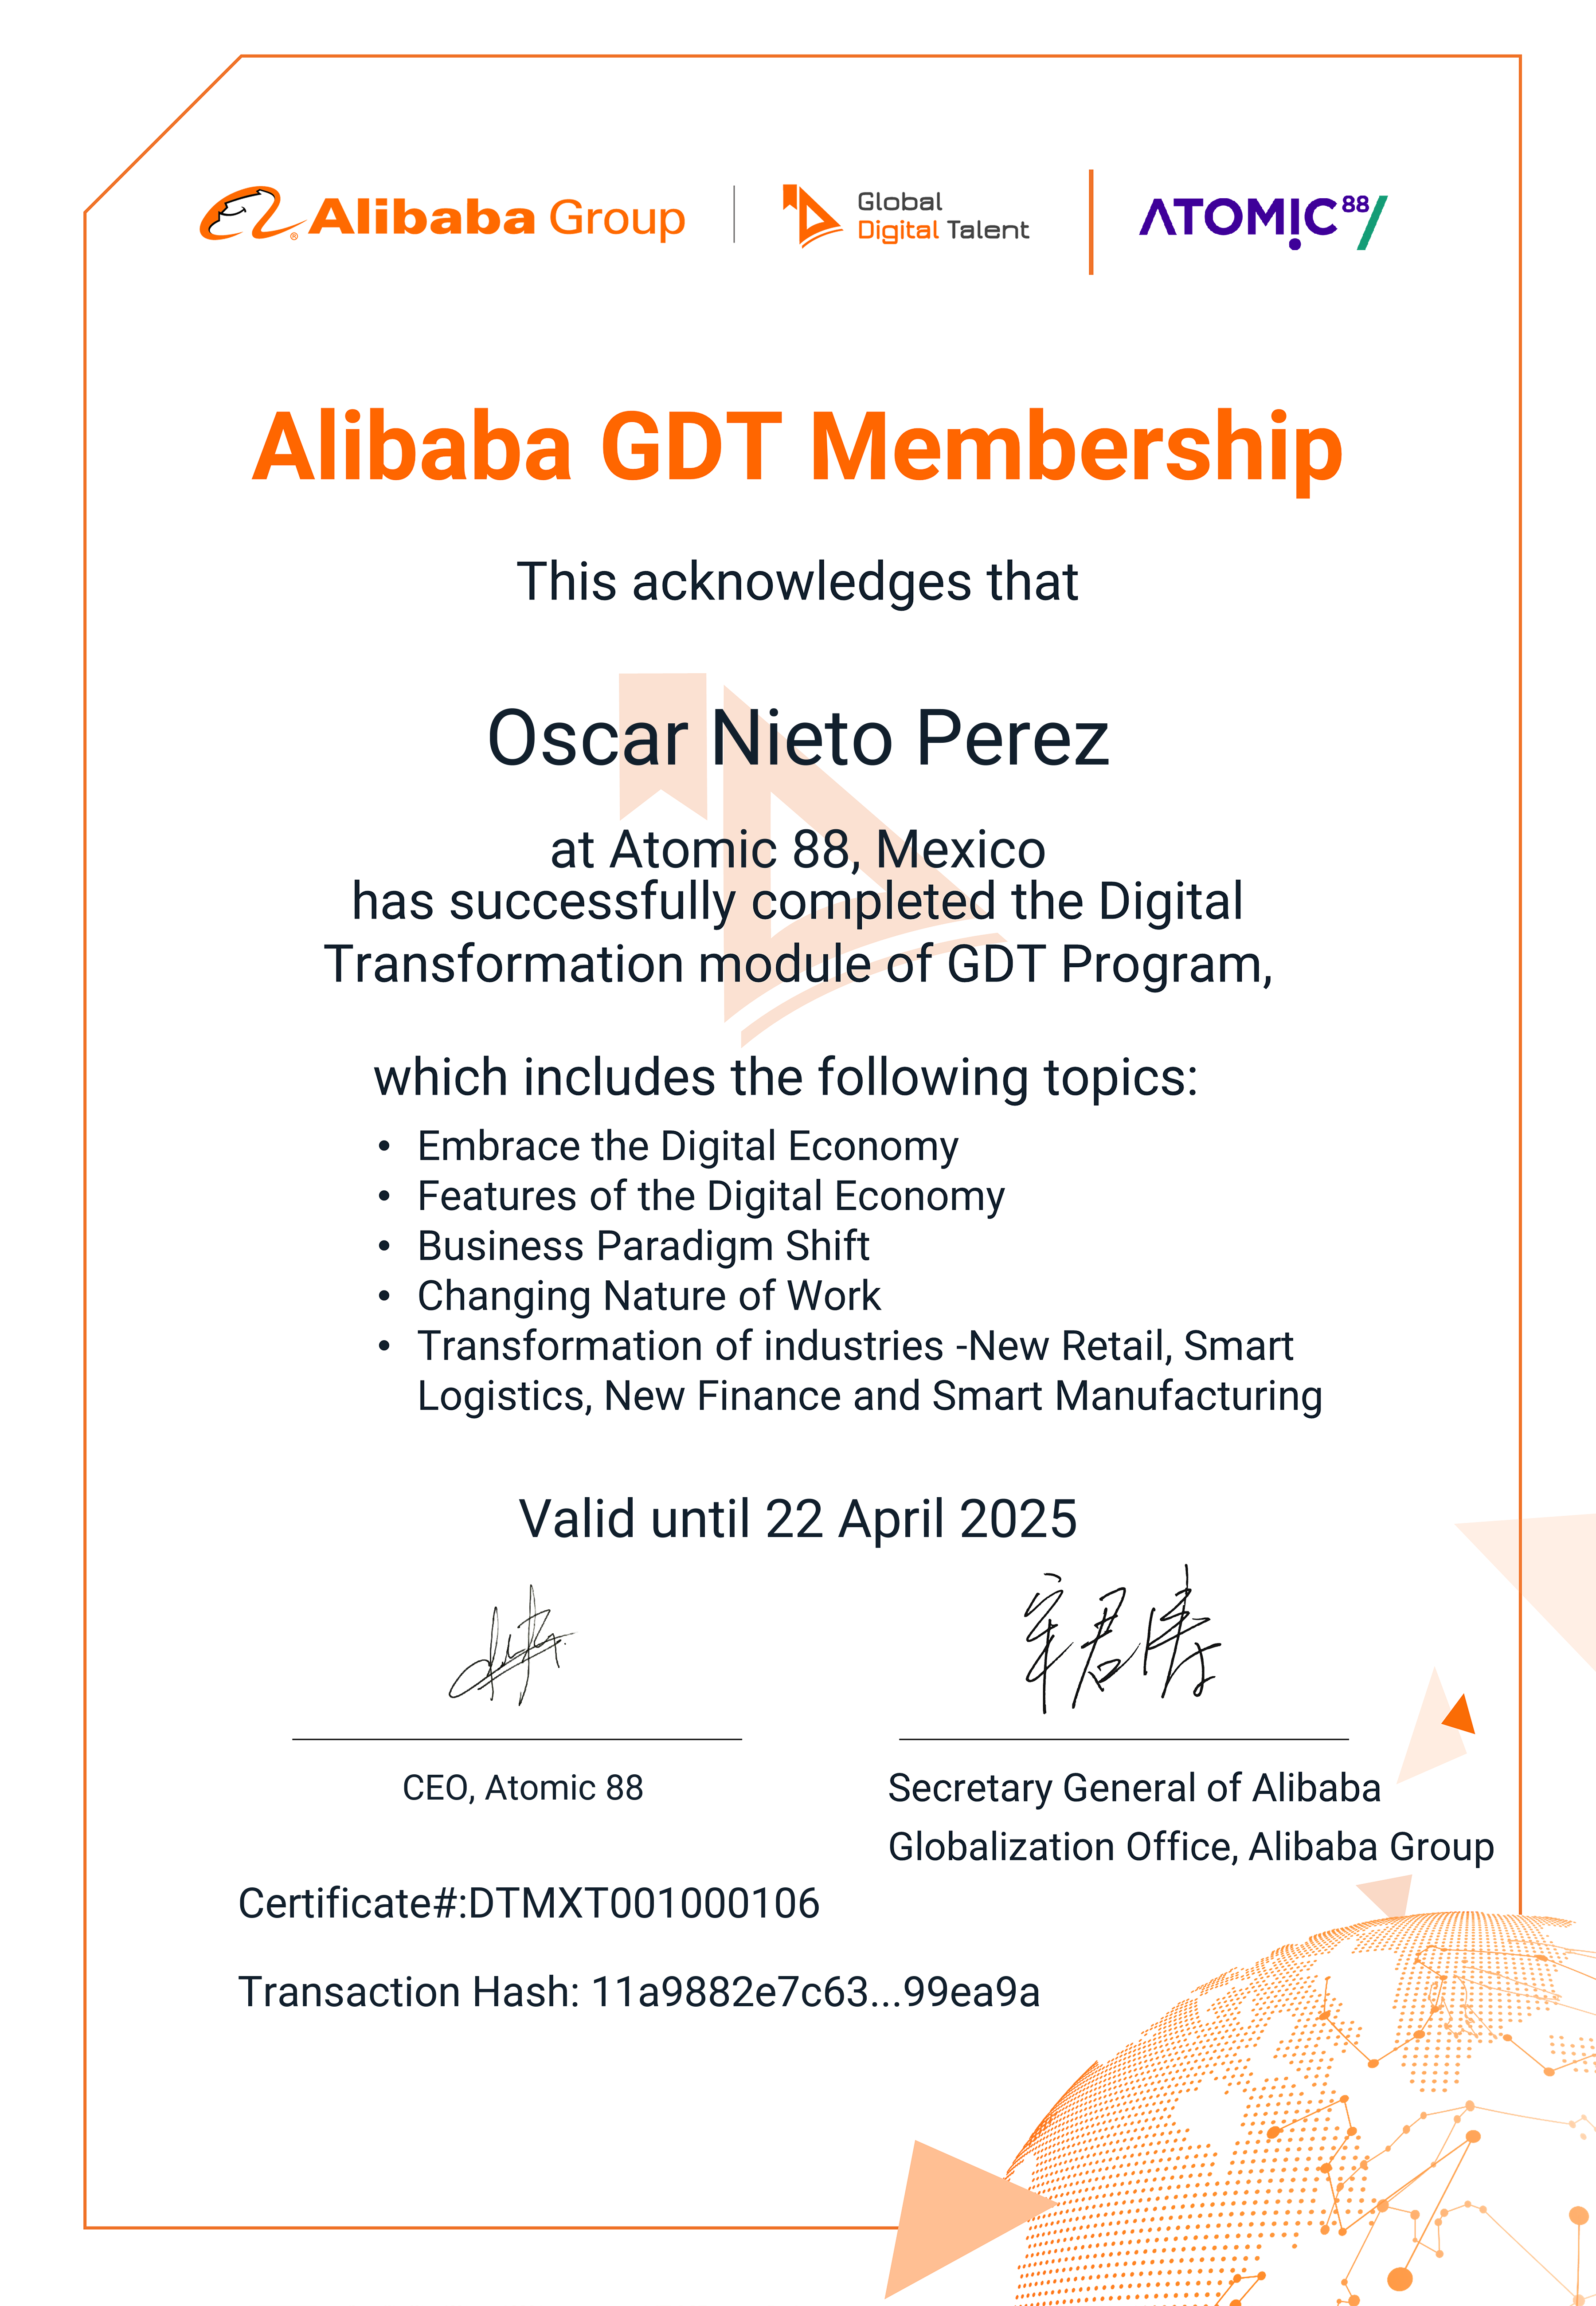 Alibaba Group
Global
Digital Talent
ATOMIC 88
Alibaba GDT Membership
This acknowledges that
Oscar Nieto Perez
at Atomic 88, Mexico
has successfully completed the Digital
Transformation module of GDT Program,
which includes the following topics:
• Embrace the Digital Economy
• Features of the Digital Economy
• Business Paradigm Shift
• Changing Nature of Work
• Transformation of industries -New Retail, Smart
Logistics, New Finance and Smart Manufacturing
Valid until 22 April 2025
CEO, Atomic 88
Secretary General of Alibaba
Globalization Office, Alibaba Group
Certificate#:DTMXT001000106
Transaction Hash: 11a9882e7c63...99ea9a